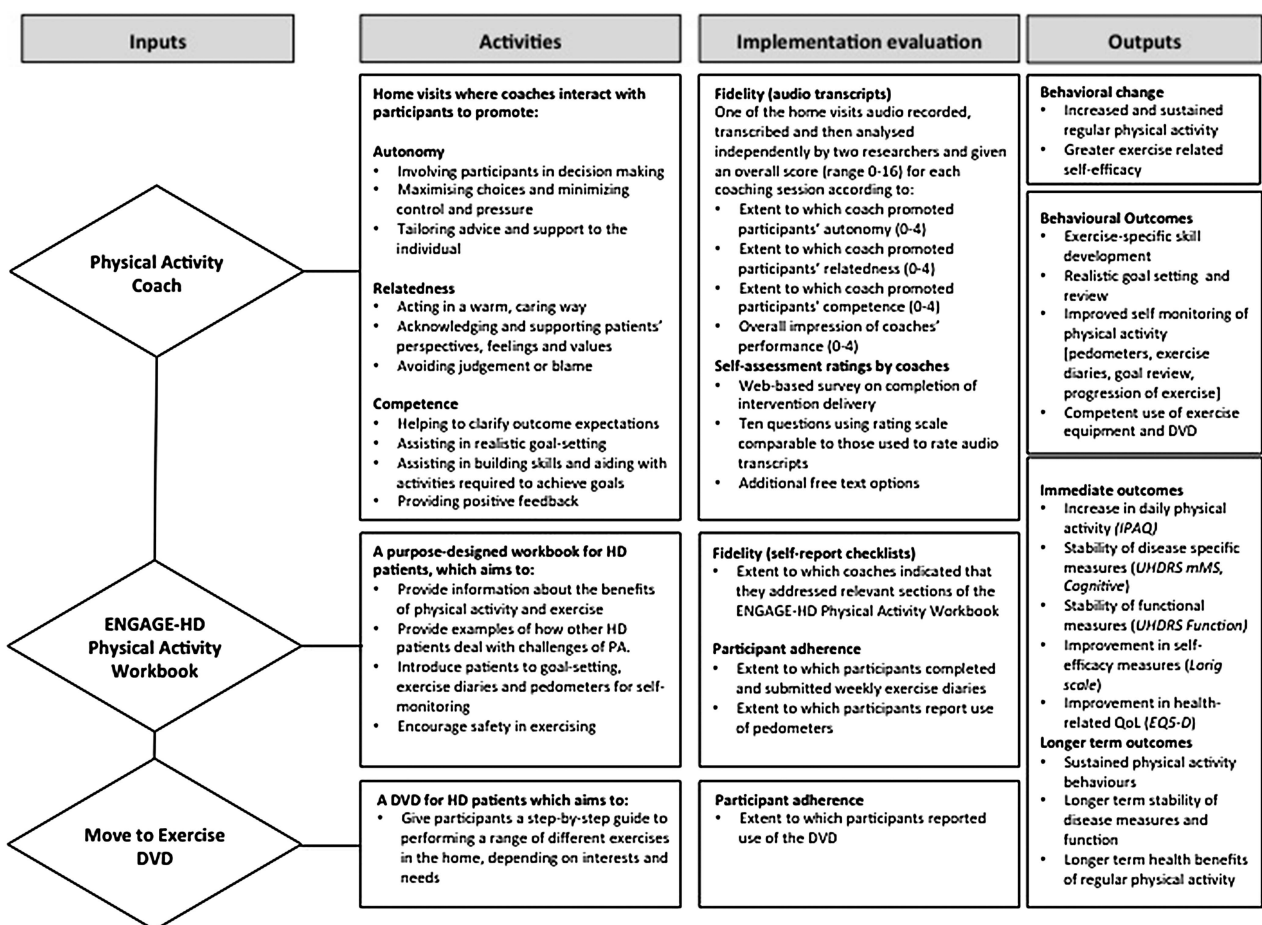 Inputs
Activities
Implementation evaluation
Outputs
Physical Activity
Coach
Home visits where coaches interact with
participants to promote:
Autonomy
• Involving participants in decision making
• Maximising choices and minimizing
control and pressure
• Tailoring advice and support to the
individual
Relatedness
• Acting in a warm, caring way
• Acknowledging and supporting patients'
perspectives, feelings and values
• Avoiding judgement or blame
Competence
• Helping to clarify outcome expectations
• Assisting in realistic goal-setting
• Assisting in building skills and aiding with
activities required to achieve goals
• Providing positive feedback
Fidelity (audio transcripts)
One of the home visits audio recorded,
transcribed and then analysed
independently by two researchers and given
an overall score (range 0-16) for each
coaching session according to:
• Extent to which coach promoted
participants' autonomy (0-4)
• Extent to which coach promoted
participants' relatedness (0-4)
• Extent to which coach promoted
participants' competence (0-4)
• Overall impression of coaches'
performance (0-4)
Self-assessment ratings by coaches
• Web-based survey on completion of
intervention delivery
• Ten questions using rating scale
comparable to those used to rate audio
transcripts
• Additional free text options
Behavioral change
• Increased and sustained
regular physical activity
• Greater exercise related
self-efficacy
Behavioural Outcomes
• Exercise-specific skill
development
• Realistic goal setting and
review
• Improved self monitoring of
physical activity
[pedometers, exercise
diaries, goal review,
progression of exercise]
• Competent use of exercise
equipment and DVD
ENGAGE-HD
Physical Activity
Workbook
A purpose-designed workbook for HD
patients, which aims to:
• Provide information about the benefits
of physical activity and exercise
• Provide examples of how other HD
patients deal with challenges of PA.
• Introduce patients to goal-setting,
exercise diaries and pedometers for self-
monitoring
• Encourage safety in exercising
Fidelity (self-report checklists)
• Extent to which coaches indicated that
they addressed relevant sections of the
ENGAGE-HD Physical Activity Workbook
Participant adherence
• Extent to which participants completed
and submitted weekly exercise diaries
• Extent to which participants report use
of pedometers
Immediate outcomes
• Increase in daily physical
activity (IPAQ)
• Stability of disease specific
measures (UHDRS mMS,
Cognitive)
• Stability of functional
measures (UHDRS Function)
• Improvement in self-
efficacy measures (Lorig
scale)
• Improvement in health-
related QoL (EQ5-D)
Longer term outcomes
• Sustained physical activity
behaviours
• Longer term stability of
disease measures and
function
• Longer term health benefits
of regular physical activity
Move to Exercise
DVD
A DVD for HD patients which aims to:
• Give participants a step-by-step guide to
performing a range of different exercises
in the home, depending on interests and
needs
Participant adherence
• Extent to which participants reported
use of the DVD